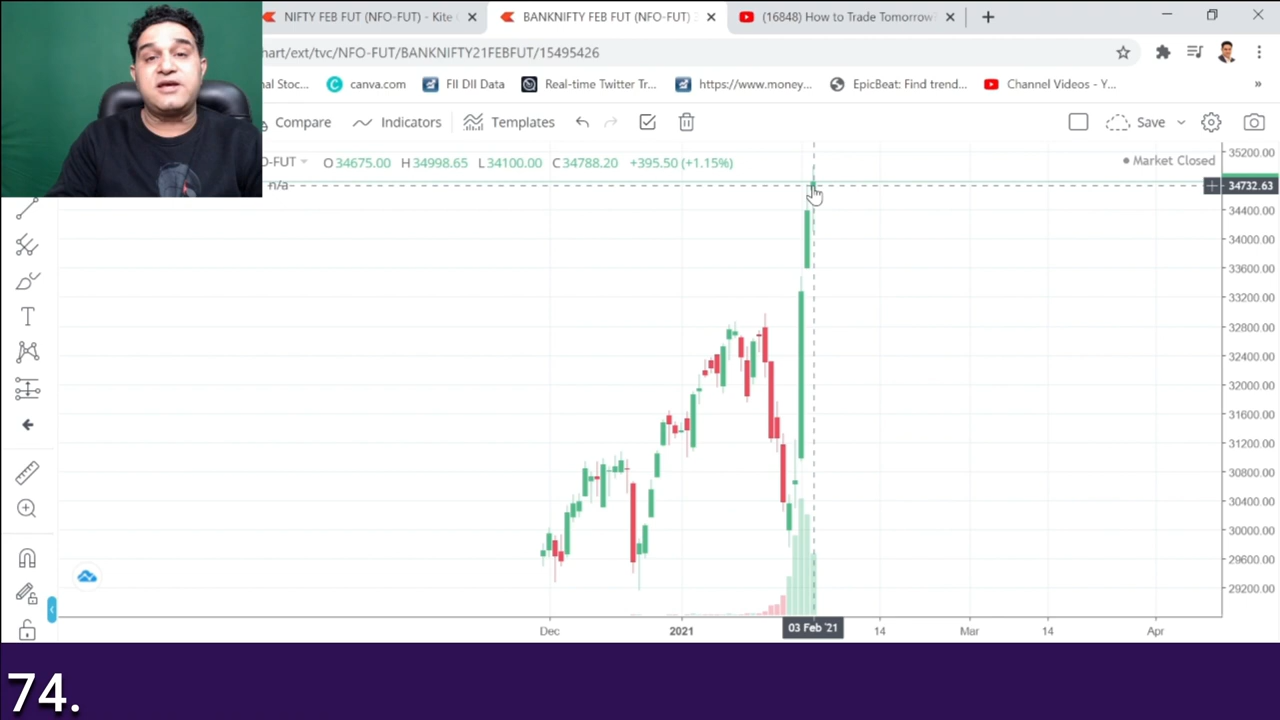 NIFTY FEB FUT (NFO-FUT) - Kite
BANKNIFTY FEB FUT (NFO-FUT)
(16848) How to Trade Tomorrow
hart/ext/tvc/NFO-FUT/BANKNIFTY21FEBFUT/15495426
nal Stoc...
canva.com
FII DII Data
Real-time Twitter Tr...
https://www.money...
EpicBeat: Find trend...
Channel Videos - Y...
»
Compare
Indicators
Templates
Save
O-FUT O34675.00 H34998.65 L34100.00 C34788.20 +395.50 (+1.15%)
Market Closed
n/a
35200.00
34732.63
34400.00
34000.00
33600.00
33200.00
32800.00
32400.00
32000.00
31600.00
31200.00
30800.00
30400.00
30000.00
29600.00
29200.00
Dec
2021
03 Feb '21
14
Mar
14
Apr
74.